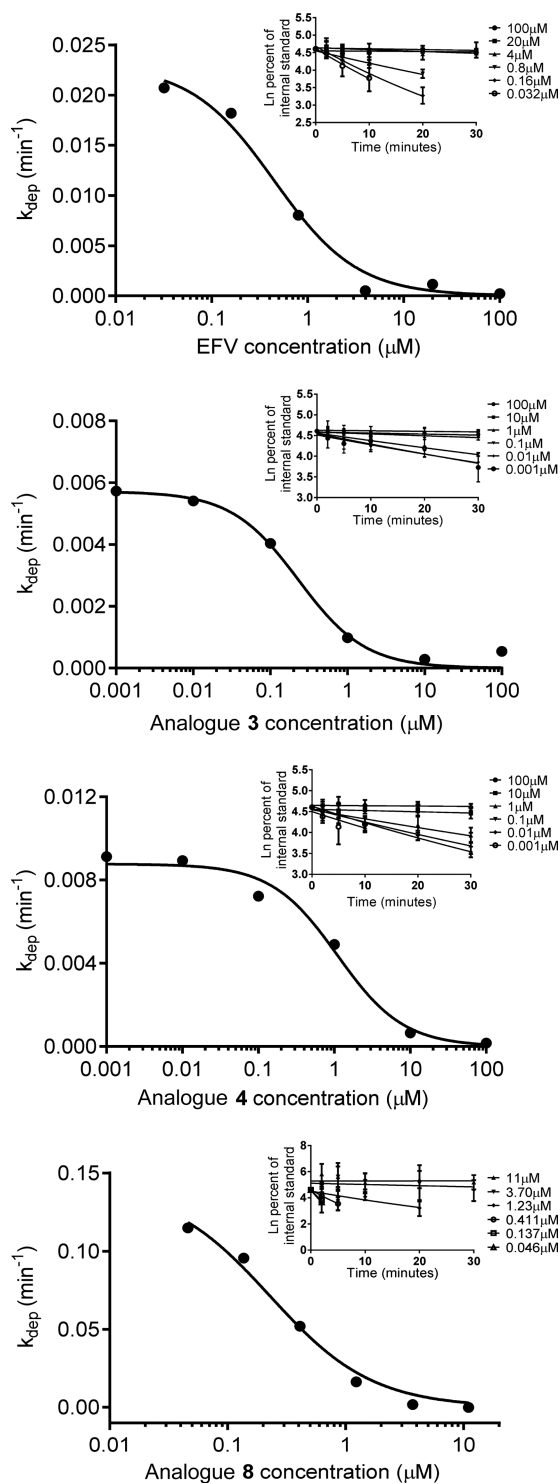 0.025
0.020
0.015
0.010
0.005
0.000
k_dep (min⁻¹)
0.01 0.1 1 10 100
EFV concentration (μM)
5.5
5.0
4.5
4.0
3.5
3.0
2.5
Ln percent of
internal standard
0 10 20 30
Time (minutes)
100μM
20μM
4μM
0.8μM
0.16μM
0.032μM
0.008
0.006
0.004
0.002
0.000
k_dep (min⁻¹)
0.001 0.01 0.1 1 10 100
Analogue 3 concentration (μM)
5.5
5.0
4.5
4.0
3.5
3.0
Ln percent of
internal standard
0 10 20 30
Time (minutes)
100μM
10μM
1μM
0.1μM
0.01μM
0.001μM
0.012
0.008
0.004
0.000
k_dep (min⁻¹)
0.001 0.01 0.1 1 10 100
Analogue 4 concentration (μM)
5.5
5.0
4.5
4.0
3.5
3.0
Ln percent of
internal standard
0 10 20 30
Time (minutes)
100μM
10μM
1μM
0.1μM
0.01μM
0.001μM
0.15
0.10
0.05
0.00
k_dep (min⁻¹)
0.01 0.1 1 10
Analogue 8 concentration (μM)
8
6
4
2
0
Ln percent of
internal standard
0 10 20 30
Time (minutes)
11μM
3.70μM
1.23μM
0.411μM
0.137μM
0.046μM